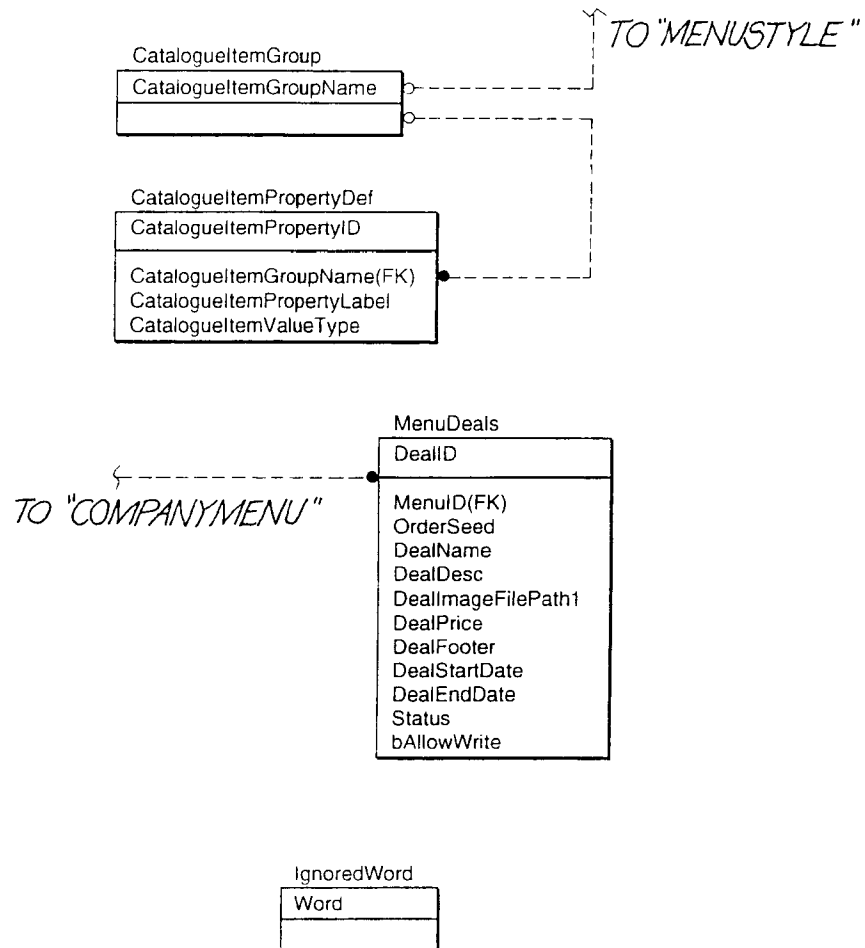 TO "MENUSTYLE"
CatalogueItemGroup
CatalogueItemGroupName
CatalogueItemPropertyDef
CatalogueItemPropertyID
CatalogueItemGroupName(FK)
CatalogueItemPropertyLabel
CatalogueItemValueType
MenuDeals
DealID
TO "COMPANYMENU"
MenuID(FK)
OrderSeed
DealName
DealDesc
DealImageFilePath1
DealPrice
DealFooter
DealStartDate
DealEndDate
Status
bAllowWrite
IgnoredWord
Word